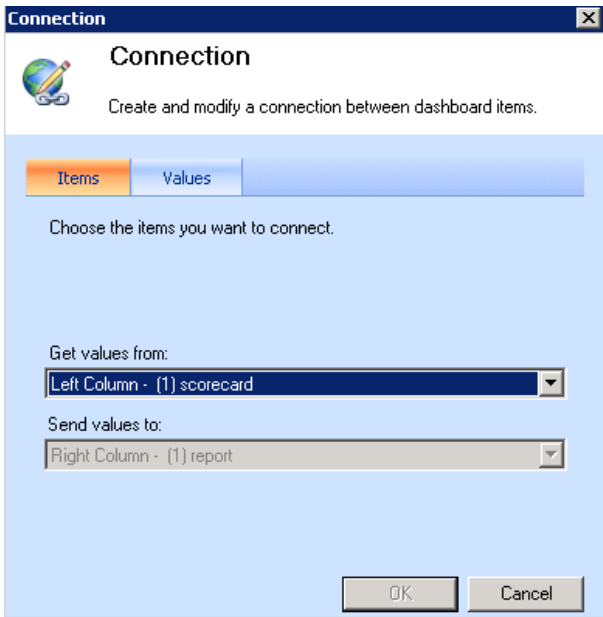 Connection
Connection
Create and modify a connection between dashboard items.
Items Values
Choose the items you want to connect.
Get values from:
Left Column - (1) scorecard
Send values to:
Right Column - (1) report
OK Cancel